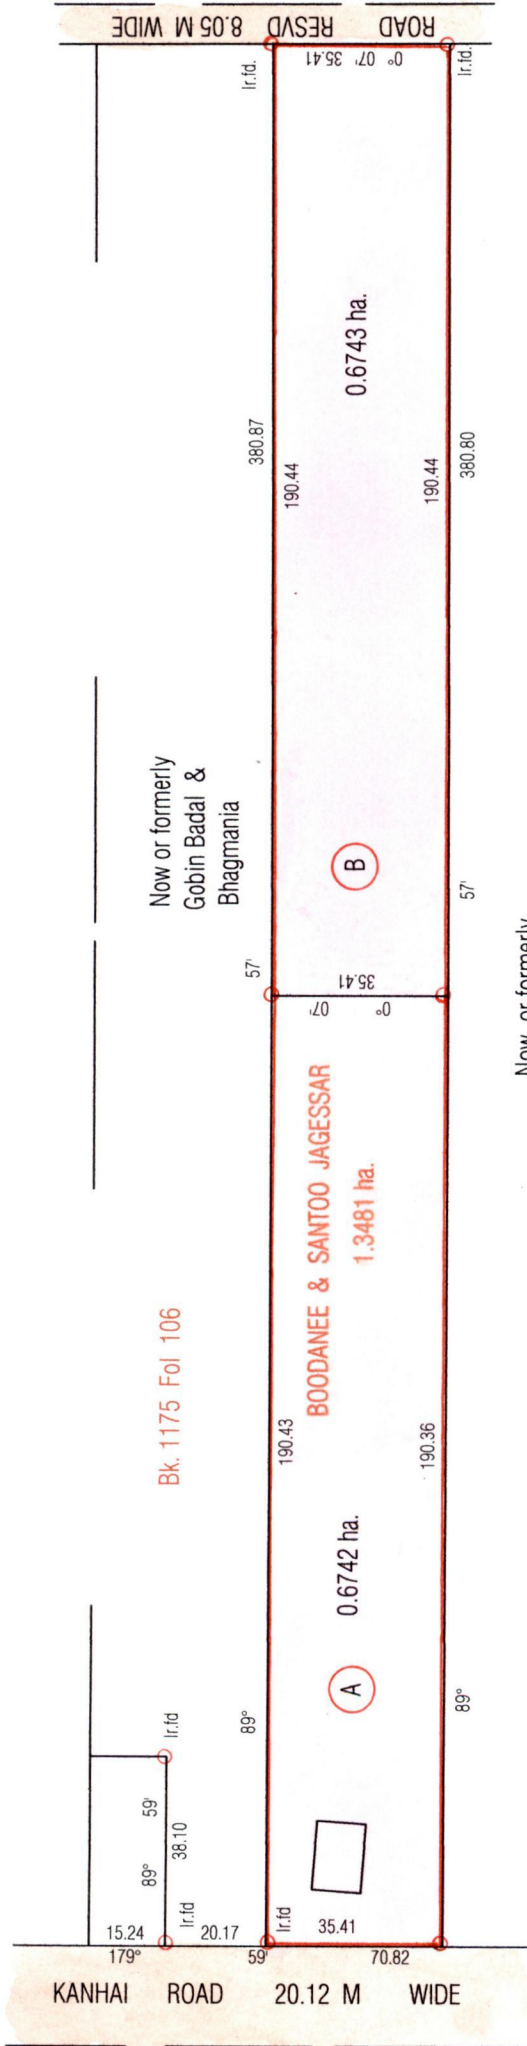 ROAD RESVD 8.05 M WIDE
Ir.fd.
0° 07' 35.41
Ir.fd.
380.87
190.44
0.6743 ha.
190.44
380.80
Now or formerly
Gobin Badal &
Bhagmania
B
57'
57'
0° 07' 35.41
Now or formerly
BOODANEE & SANTOO JAGESSAR
1.3481 ha.
Bk. 1175 Fol 106
190.43
190.36
0.6742 ha.
A
89°
89°
Ir.fd
89° 59'
38.10
Ir.fd
Ir.fd
15.24
20.17
35.41
179°
59'
70.82
KANHAI ROAD 20.12 M WIDE